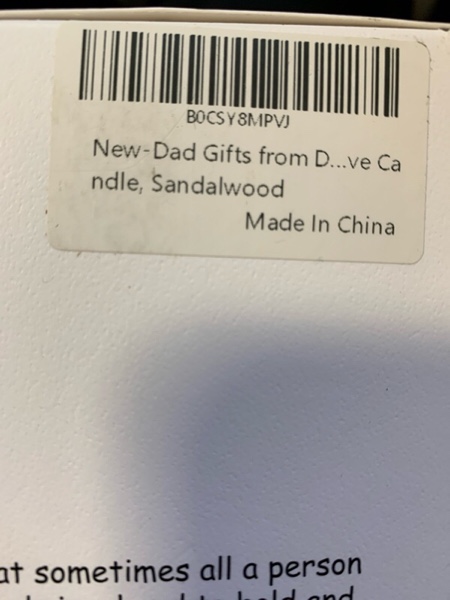 B0CSY8MPVJ
New-Dad Gifts from D...ve Ca
ndle, Sandalwood
Made In China
at sometimes all a person